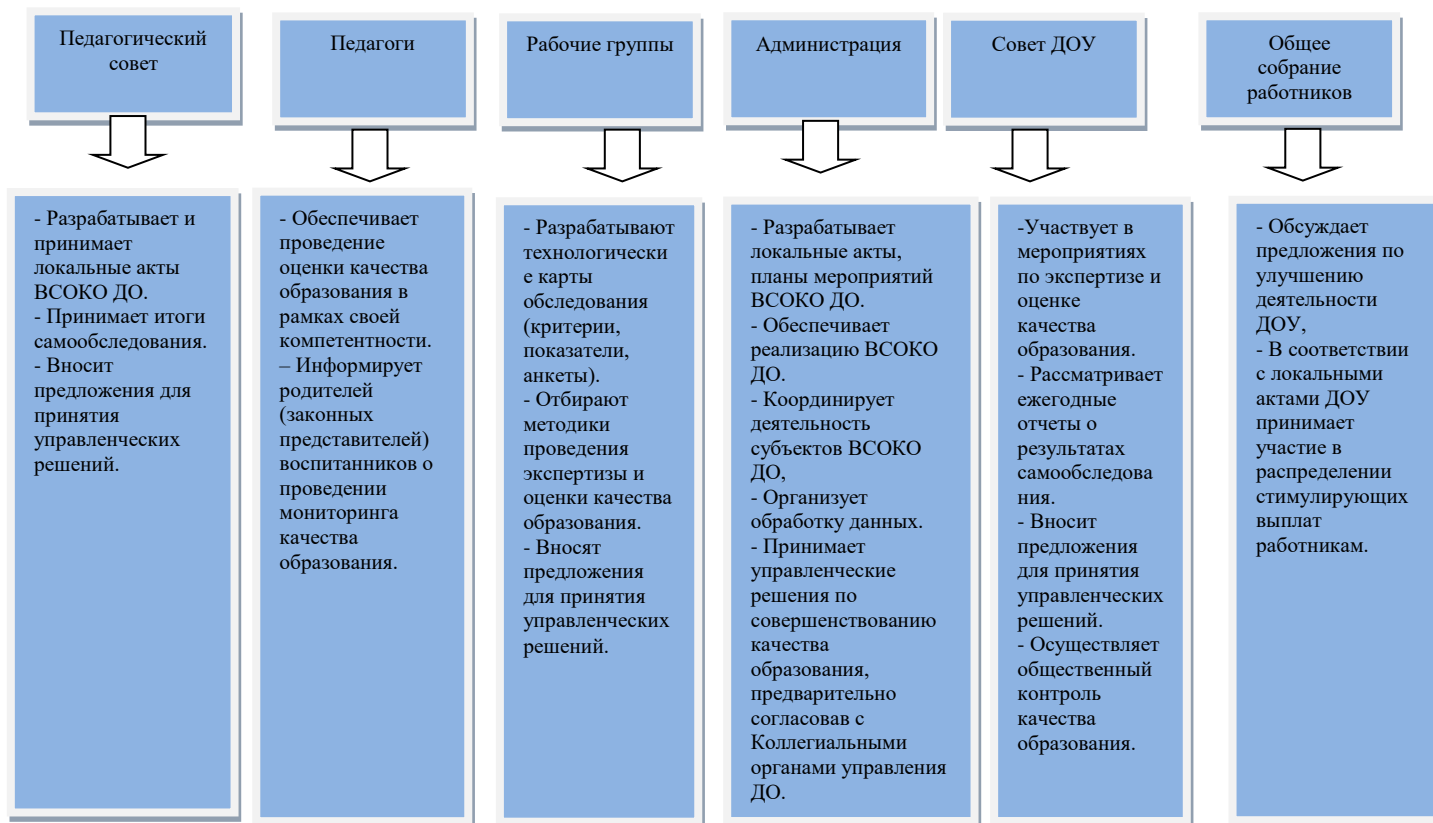 Педагогический
совет
Педагоги
Рабочие группы
Администрация
Совет ДОУ
Общее
собрание
работников
- Разрабатывает и
принимает
локальные акты
ВСОКО ДО.
- Принимает итоги
самообследования.
- Вносит
предложения для
принятия
управленческих
решений.
- Обеспечивает
проведение
оценки качества
образования в
рамках своей
компетентности.
– Информирует
родителей
(законных
представителей)
воспитанников о
проведении
мониторинга
качества
образования.
- Разрабатывают
технологически
е карты
обследования
(критерии,
показатели,
анкеты).
- Отбирают
методики
проведения
экспертизы и
оценки качества
образования.
- Вносят
предложения
для принятия
управленческих
решений.
- Разрабатывает
локальные акты,
планы мероприятий
ВСОКО ДО.
- Обеспечивает
реализацию ВСОКО
ДО.
- Координирует
деятельность
субъектов ВСОКО
ДО,
- Организует
обработку данных.
- Принимает
управленческие
решения по
совершенствованию
качества
образования,
предварительно
согласовав с
Коллегиальными
органами управления
ДО.
-Участвует в
мероприятиях
по экспертизе и
оценке
качества
образования.
- Рассматривает
ежегодные
отчеты о
результатах
самообследова
ния.
- Вносит
предложения
для принятия
управленческих
решений.
- Осуществляет
общественный
контроль
качества
образования.
- Обсуждает
предложения по
улучшению
деятельности
ДОУ,
- В соответствии
с локальными
актами ДОУ
принимает
участие в
распределении
стимулирующих
выплат
работникам.